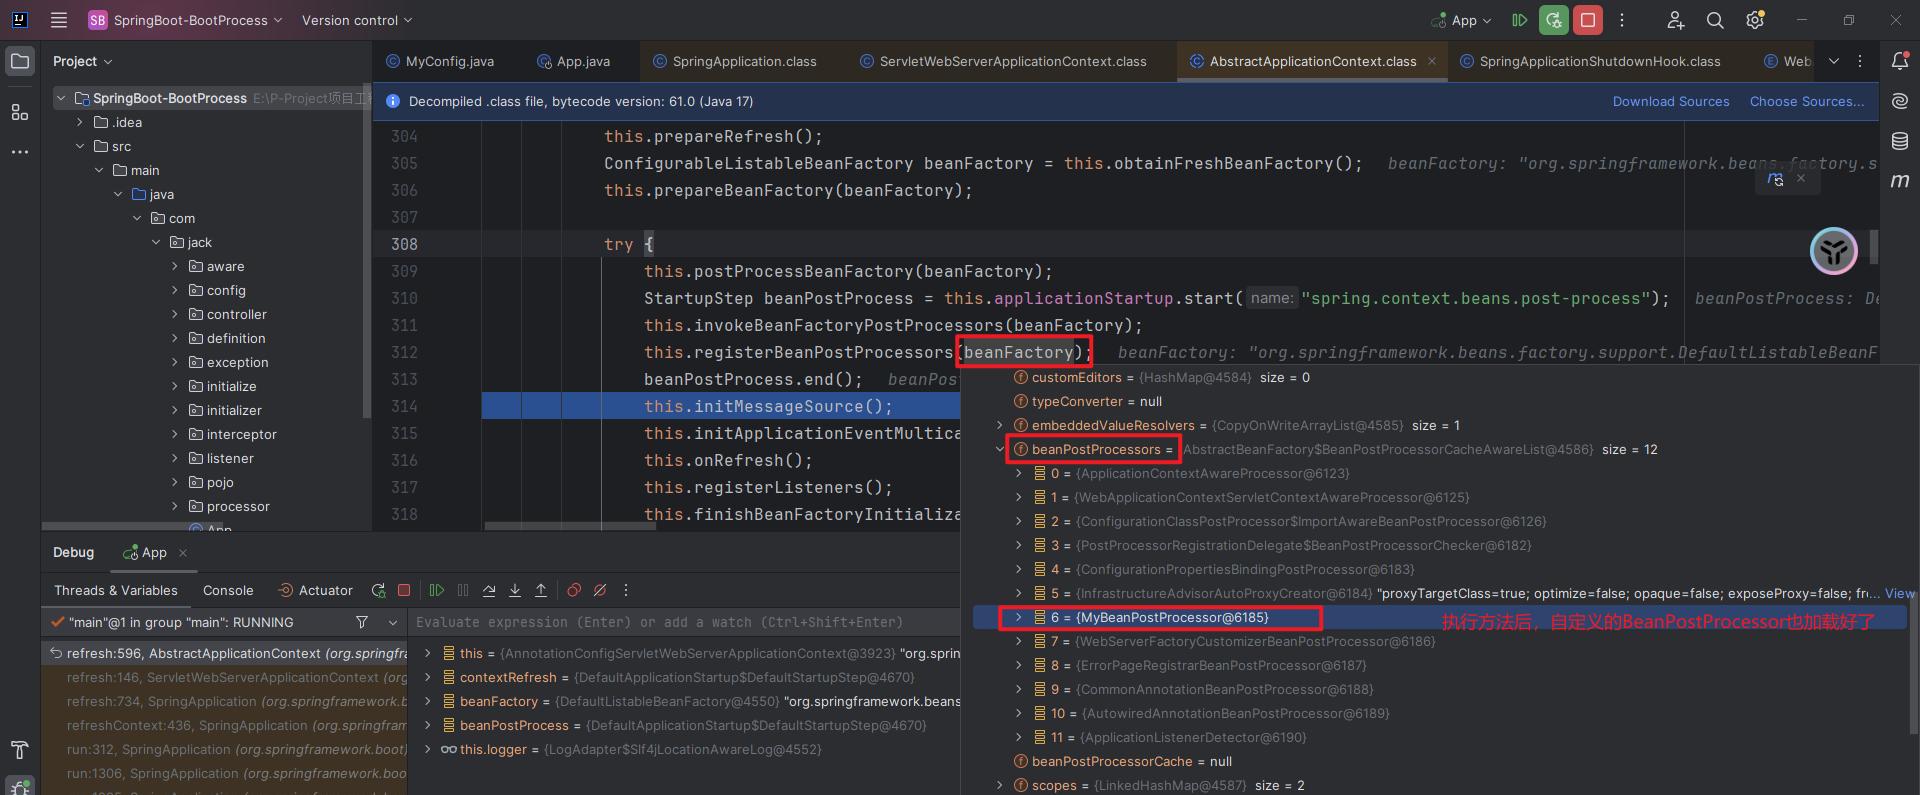 SB SpringBoot-BootProcess Version control App
Project
MyConfig.java App.java SpringApplication.class ServletWebServerApplicationContext.class AbstractApplicationContext.class SpringApplicationShutdownHook.class Web
SpringBoot-BootProcess E:\P-Project项目工程
.idea
src
main
java
com
jack
aware
config
controller
definition
exception
initialize
initializer
interceptor
listener
pojo
processor
App
Decompiled .class file, bytecode version: 61.0 (Java 17) Download Sources Choose Sources...
304 this.prepareRefresh();
305 ConfigurableListableBeanFactory beanFactory = this.obtainFreshBeanFactory(); beanFactory: "org.springframework.beans.factory.s
306 this.prepareBeanFactory(beanFactory);
307
308 try {
309 this.postProcessBeanFactory(beanFactory);
310 StartupStep beanPostProcess = this.applicationStartup.start( name: "spring.context.beans.post-process"); beanPostProcess: De
311 this.invokeBeanFactoryPostProcessors(beanFactory);
312 this.registerBeanPostProcessors(beanFactory); beanFactory: "org.springframework.beans.factory.support.DefaultListableBeanF
313 beanPostProcess.end(); beanPos
314 this.initMessageSource();
315 this.initApplicationEventMultica
316 this.onRefresh();
317 this.registerListeners();
318 this.finishBeanFactoryInitializa
customEditors = {HashMap@4584} size = 0
typeConverter = null
embeddedValueResolvers = {CopyOnWriteArrayList@4585} size = 1
beanPostProcessors = AbstractBeanFactory$BeanPostProcessorCacheAwareList@4586} size = 12
0 = {ApplicationContextAwareProcessor@6123}
1 = {WebApplicationContextServletContextAwareProcessor@6125}
2 = {ConfigurationClassPostProcessor$ImportAwareBeanPostProcessor@6126}
3 = {PostProcessorRegistrationDelegate$BeanPostProcessorChecker@6182}
4 = {ConfigurationPropertiesBindingPostProcessor@6183}
5 = {InfrastructureAdvisorAutoProxyCreator@6184} "proxyTargetClass=true; optimize=false; opaque=false; exposeProxy=false; fr... View
6 = {MyBeanPostProcessor@6185} 执行方法后，自定义的BeanPostProcessor也加载好了
7 = {WebServerFactoryCustomizerBeanPostProcessor@6186}
8 = {ErrorPageRegistrarBeanPostProcessor@6187}
9 = {CommonAnnotationBeanPostProcessor@6188}
10 = {AutowiredAnnotationBeanPostProcessor@6189}
11 = {ApplicationListenerDetector@6190}
beanPostProcessorCache = null
scopes = {LinkedHashMap@4587} size = 2
Debug App
Threads & Variables Console Actuator
"main"@1 in group "main": RUNNING
refresh:596, AbstractApplicationContext (org.springfra
refresh:146, ServletWebServerApplicationContext (org
refresh:734, SpringApplication (org.springframework.b
refreshContext:436, SpringApplication (org.springfram
run:312, SpringApplication (org.springframework.boot)
run:1306, SpringApplication (org.springframework.boo
Evaluate expression (Enter) or add a watch (Ctrl+Shift+Enter)
this = {AnnotationConfigServletWebServerApplicationContext@3923} "org.sprin
contextRefresh = {DefaultApplicationStartup$DefaultStartupStep@4670}
beanFactory = {DefaultListableBeanFactory@4550} "org.springframework.beans
beanPostProcess = {DefaultApplicationStartup$DefaultStartupStep@4670}
this.logger = {LogAdapter$Slf4jLocationAwareLog@4552}